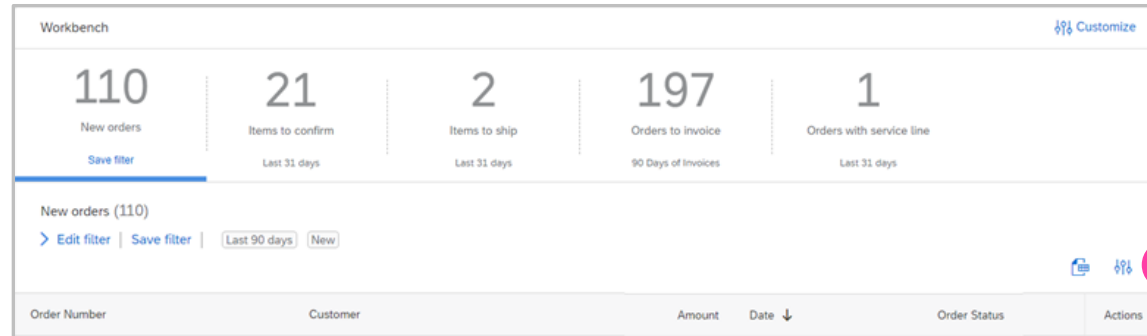 Workbench
Customize
110
21
2
197
1
New orders
Items to confirm
Items to ship
Orders to invoice
Orders with service line
Save filter
Last 31 days
Last 31 days
90 Days of Invoices
Last 31 days
New orders (110)
Edit filter | Save filter | Last 90 days New
Order Number Customer Amount Date ↓ Order Status Actions